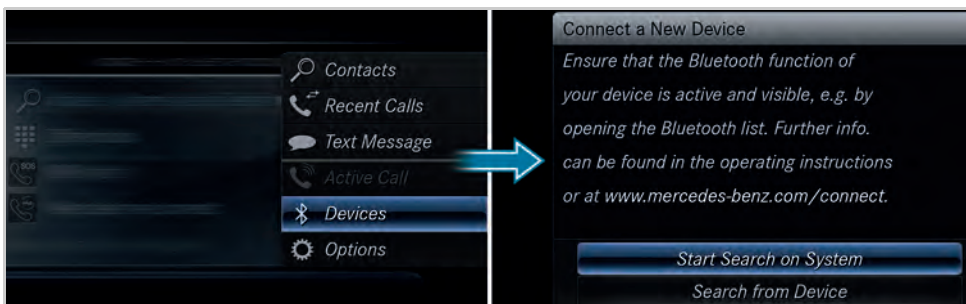 Contacts
Recent Calls
Text Message
Active Call
Devices
Options
SOS
Connect a New Device
Ensure that the Bluetooth function of
your device is active and visible, e.g. by
opening the Bluetooth list. Further info.
can be found in the operating instructions
or at www.mercedes-benz.com/connect.
Start Search on System
Search from Device